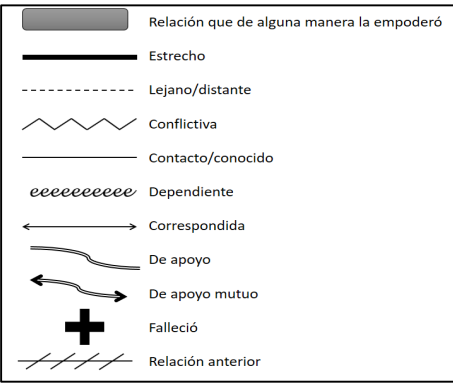 Relación que de alguna manera la empoderó
Estrecho
Lejano/distante
Conflictiva
Contacto/conocido
eeeeeeeeee Dependiente
Correspondida
De apoyo
De apoyo mutuo
Falleció
Relación anterior